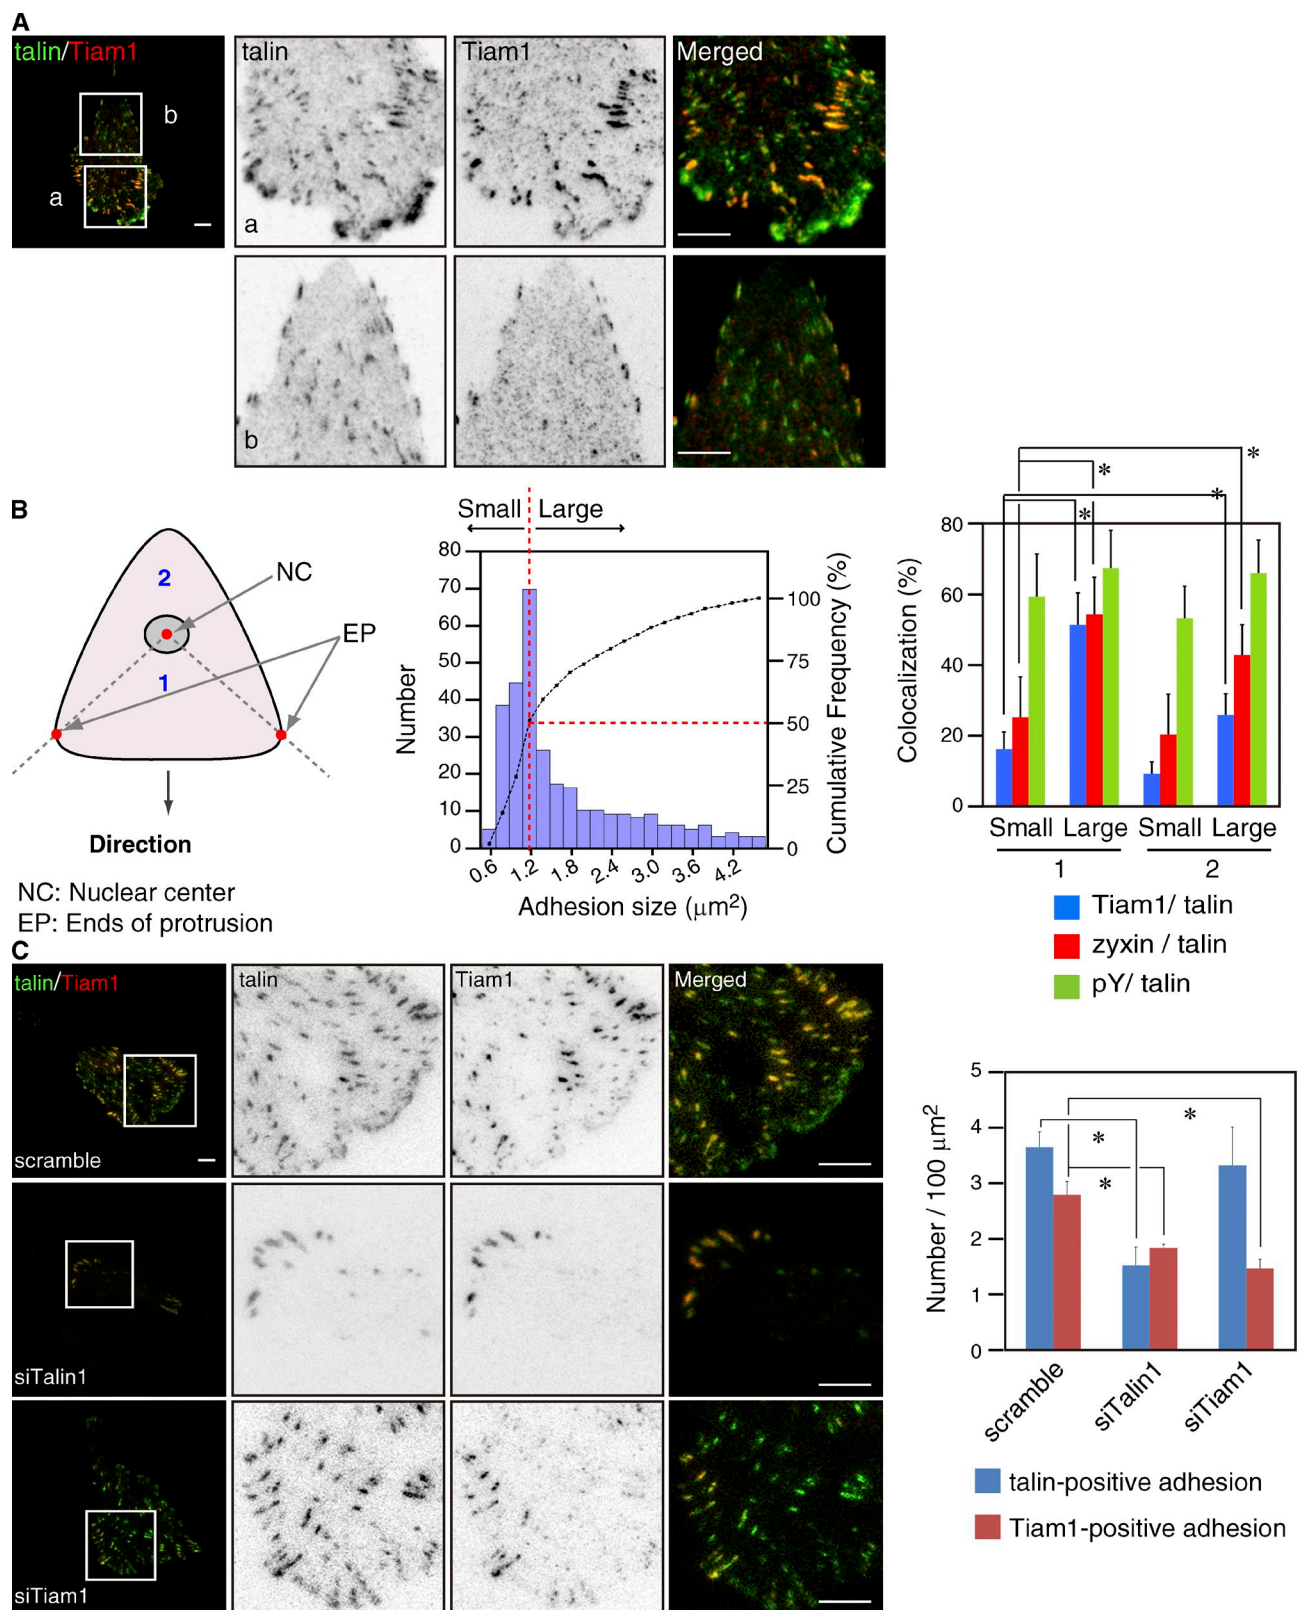 A
talin/Tiam1
b
a
talin
a
Tiam1
Merged
b
B
2
NC
EP
1
Direction
NC: Nuclear center
EP: Ends of protrusion
Small Large
80
70
60
50
40
30
20
10
0
Number
100
75
50
25
0
Cumulative Frequency (%)
0.6 1.2 1.8 2.4 3.0 3.6 4.2
Adhesion size (μm²)
*
*
*
*
80
60
40
20
0
Colocalization (%)
Small Large Small Large
1 2
Tiam1/ talin
zyxin / talin
pY/ talin
C
talin/Tiam1
scramble
talin
Tiam1
Merged
siTalin1
siTiam1
5
4
3
2
1
0
Number / 100 μm²
*
*
*
scramble siTalin1 siTiam1
talin-positive adhesion
Tiam1-positive adhesion